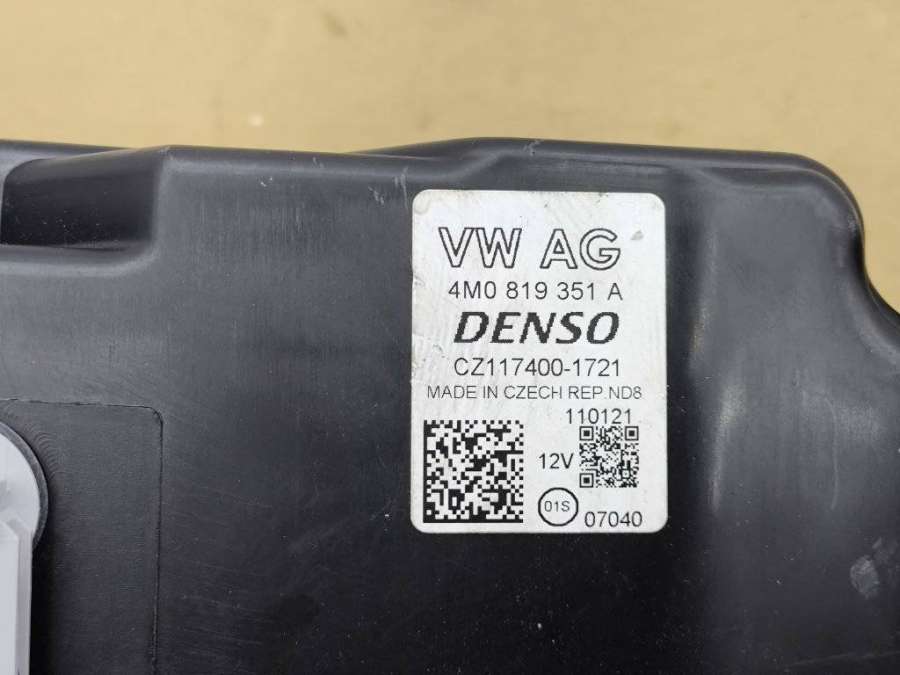 VW AG
4M0 819 351 A
DENSO
CZ117400-1721
MADE IN CZECH REP.ND8
110121
12V
01S
07040